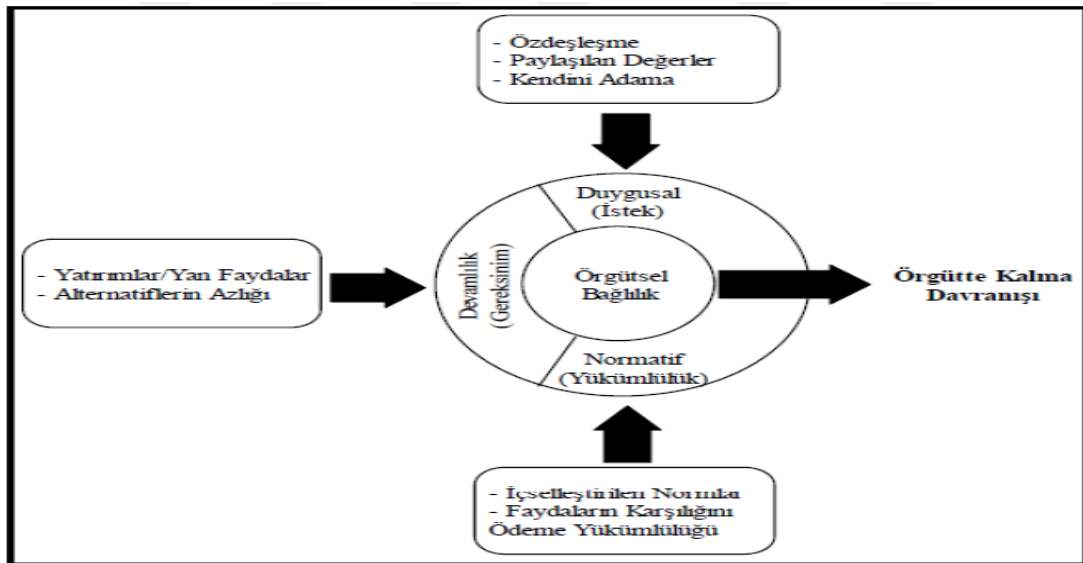 - Özdeşleşme
- Paylaşılan Değerler
- Kendini Adama
Duygusal
(İstek)
- Yatırımlar/Yan Faydalar
- Alternatiflerin Azlığı
Devamlılık
(Gereksinim)
Örgütsel
Bağlılık
Örgütte Kalma
Davranışı
Normatif
(Yükümlülük)
- İçselleştirilen Normlar
- Faydaların Karşılığını
Ödeme Yükümlülüğü